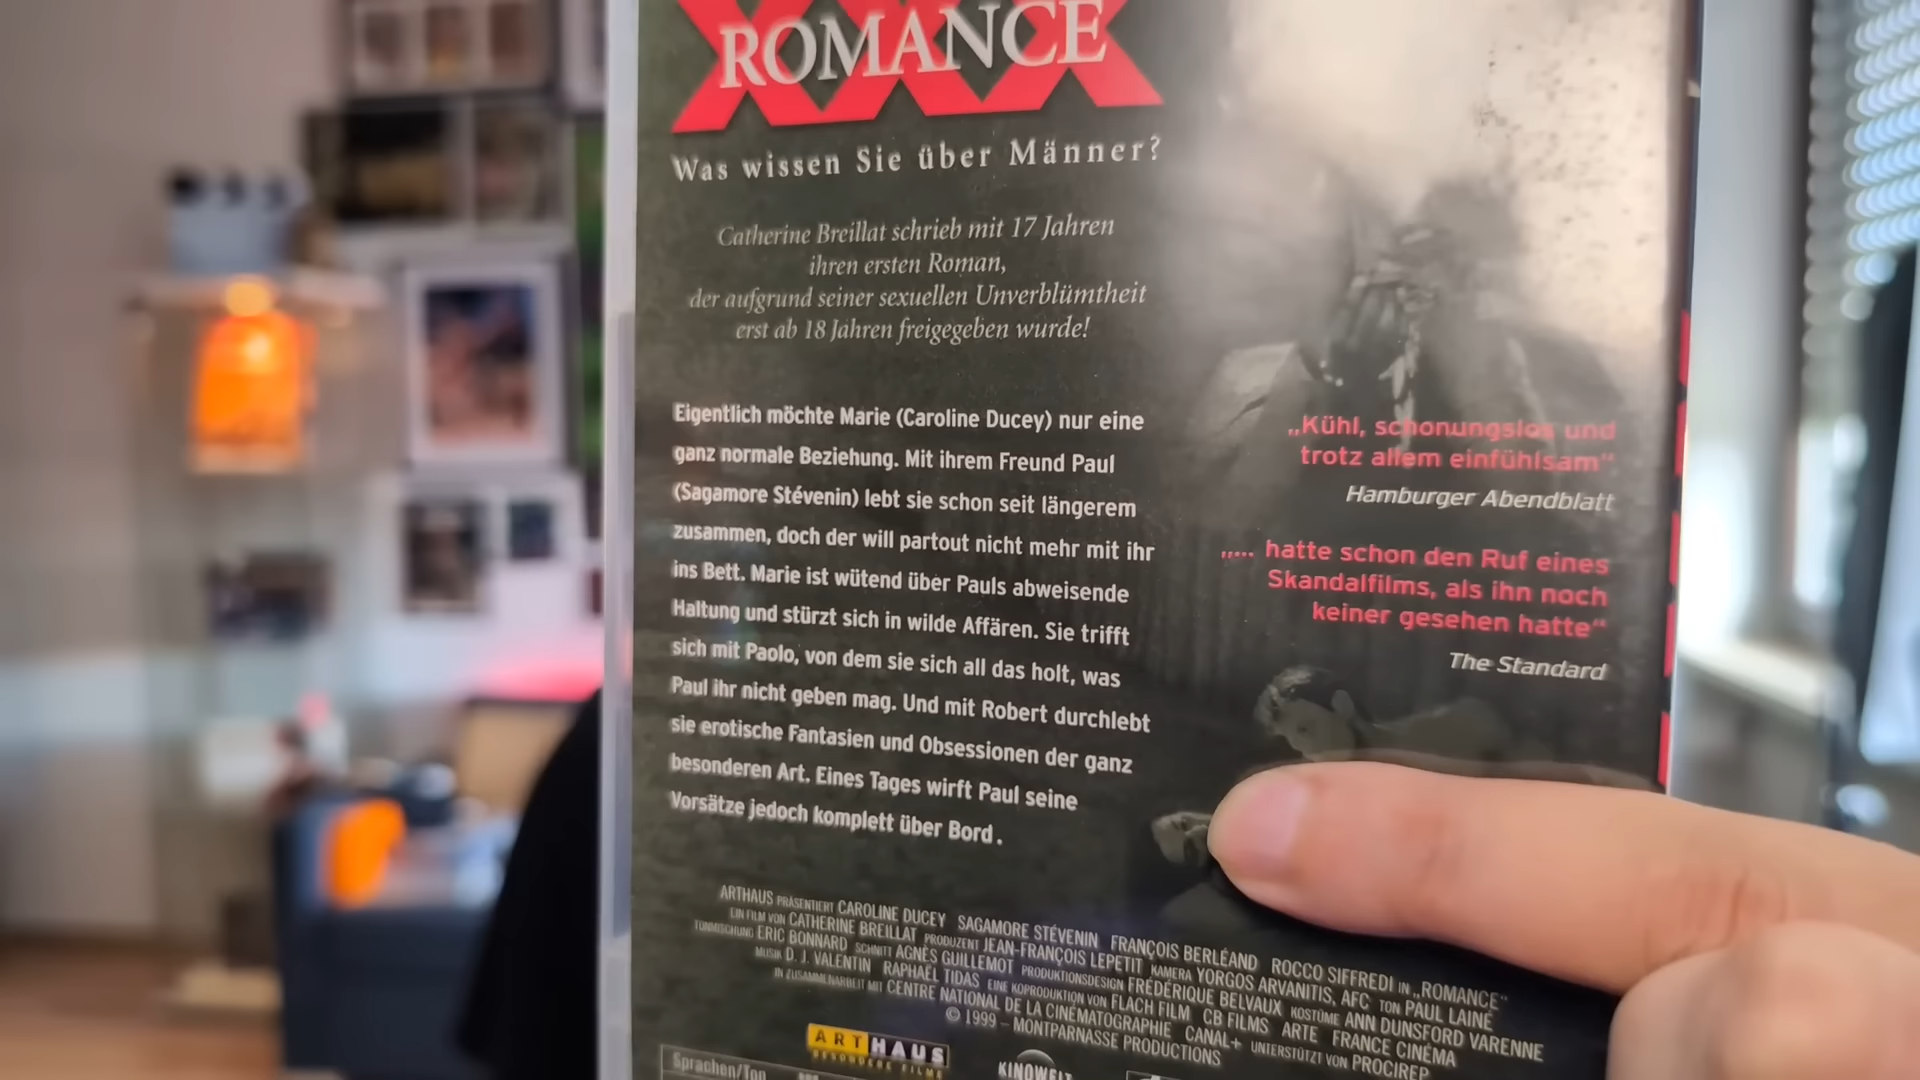 XXX
ROMANCE
Was wissen Sie über Männer?
Catherine Breillat schrieb mit 17 Jahren
ihren ersten Roman,
der aufgrund seiner sexuellen Unverblümtheit
erst ab 18 Jahren freigegeben wurde!
Eigentlich möchte Marie (Caroline Ducey) nur eine
ganz normale Beziehung. Mit ihrem Freund Paul
(Sagamore Stévenin) lebt sie schon seit längerem
zusammen, doch der will partout nicht mehr mit ihr
ins Bett. Marie ist wütend über Pauls abweisende
Haltung und stürzt sich in wilde Affären. Sie trifft
sich mit Paolo, von dem sie sich all das holt, was
Paul ihr nicht geben mag. Und mit Robert durchlebt
sie erotische Fantasien und Obsessionen der ganz
besonderen Art. Eines Tages wirft Paul seine
Vorsätze jedoch komplett über Bord.
„Kühl, schonungslos und
trotz allem einfühlsam“
Hamburger Abendblatt
„... hatte schon den Ruf eines
Skandalfilms, als ihn noch
keiner gesehen hatte“
The Standard
ARTHAUS PRÄSENTIERT CAROLINE DUCEY SAGAMORE STÉVENIN FRANÇOIS BERLÉAND ROCCO SIFFREDI IN „ROMANCE“
EIN FILM VON CATHERINE BREILLAT PRODUZENT JEAN-FRANÇOIS LEPETIT KAMERA YORGOS ARVANITIS, AFC TON PAUL LAINÉ
TONMISCHUNG ERIC BONNARD SCHNITT AGNÈS GUILLEMOT PRODUKTIONSDESIGN FRÉDÉRIQUE BELVAUX KOSTÜME ANN DUNSFORD VARENNE
MUSIK D. J. VALENTIN RAPHAËL TIDAS EINE KOPRODUKTION VON FLACH FILM CB FILMS ARTE FRANCE CINÉMA
IN ZUSAMMENARBEIT MIT CENTRE NATIONAL DE LA CINÉMATOGRAPHIE CANAL+ UNTERSTÜTZT VON PROCIREP
© 1999 – MONTPARNASSE PRODUCTIONS
ARTHAUS
BESONDERE FILME
KINOWELT
Sprachen/Ton